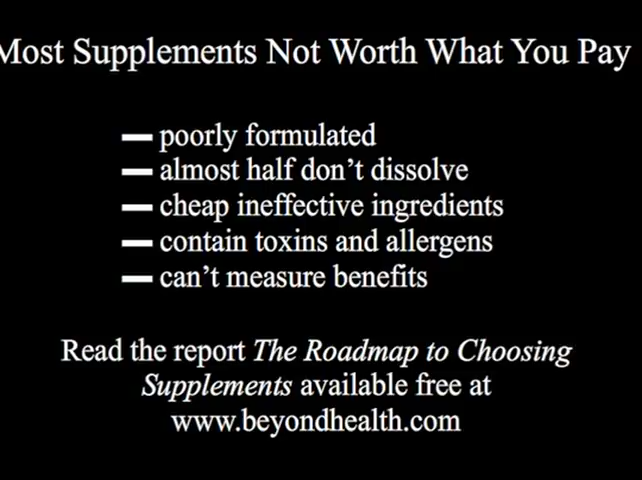 Most Supplements Not Worth What You Pay
— poorly formulated
— almost half don’t dissolve
— cheap ineffective ingredients
— contain toxins and allergens
— can’t measure benefits
Read the report The Roadmap to Choosing
Supplements available free at
www.beyondhealth.com